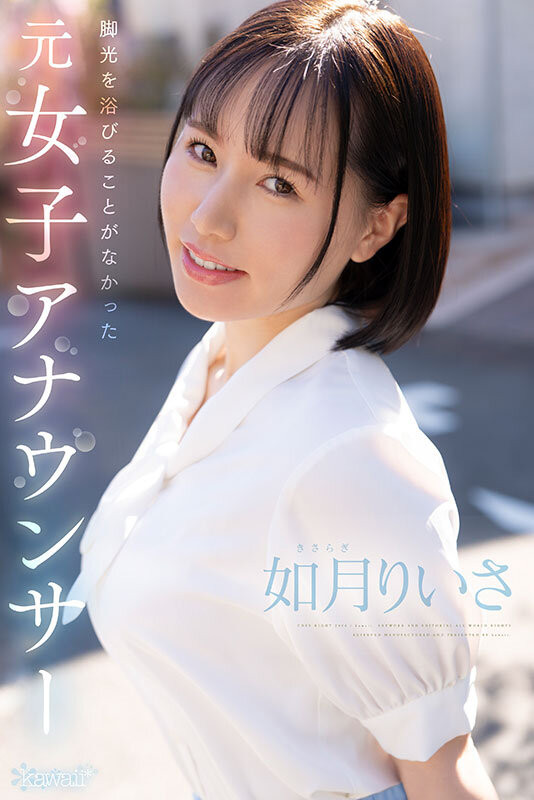 脚光を浴びることがなかった
元女子アナウンサー
きさらぎ
如月りいさ
kawaii*